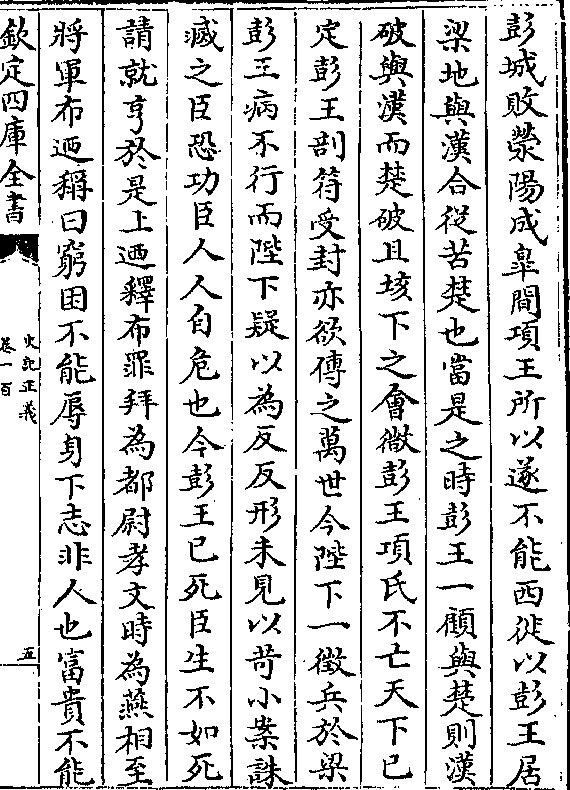 彭城敗滎陽成臯間項王所以遂不能西徙以彭王居
梁地與漢合從苦楚也當是之時彭王一顧與楚則漢
破與漢而楚破且垓下之會微彭王項氏不亡天下已
定彭王剖符受封亦欲傳之萬世今陛下一徵兵於梁
彭王病不行而陛下疑以為反反形未見以苛小案誅
滅之臣恐功臣人人自危也今彭王已死臣生不如死
請就亨於是上迺釋布罪拜為都尉孝文時為燕相至
將軍布迺稱曰窮困不能辱身下志非人也富貴不能
欽定四庫全書
史記正義
卷一百
五